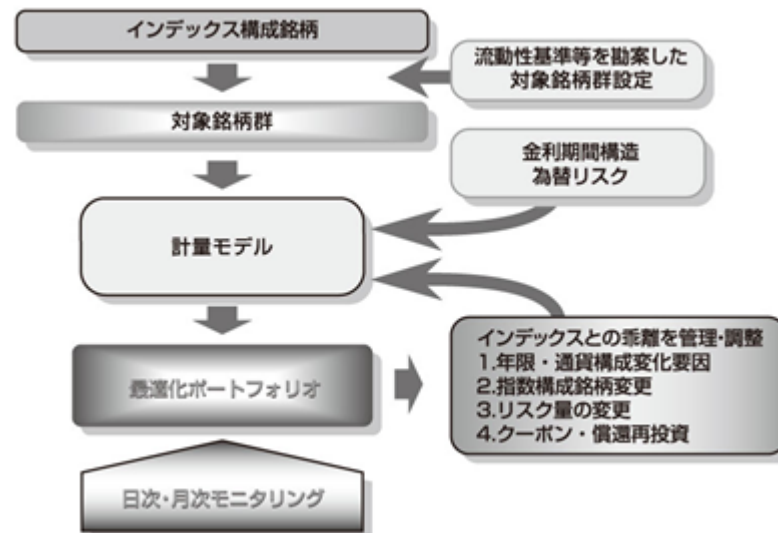 インデックス構成銘柄
流動性基準等を勘案した
対象銘柄群設定
対象銘柄群
金利期間構造
為替リスク
計量モデル
最適化ポートフォリオ
インデックスとの乖離を管理・調整
1.年限・通貨構成変化要因
2.指数構成銘柄変更
3.リスク量の変更
4.クーポン・償還再投資
日次・月次モニタリング